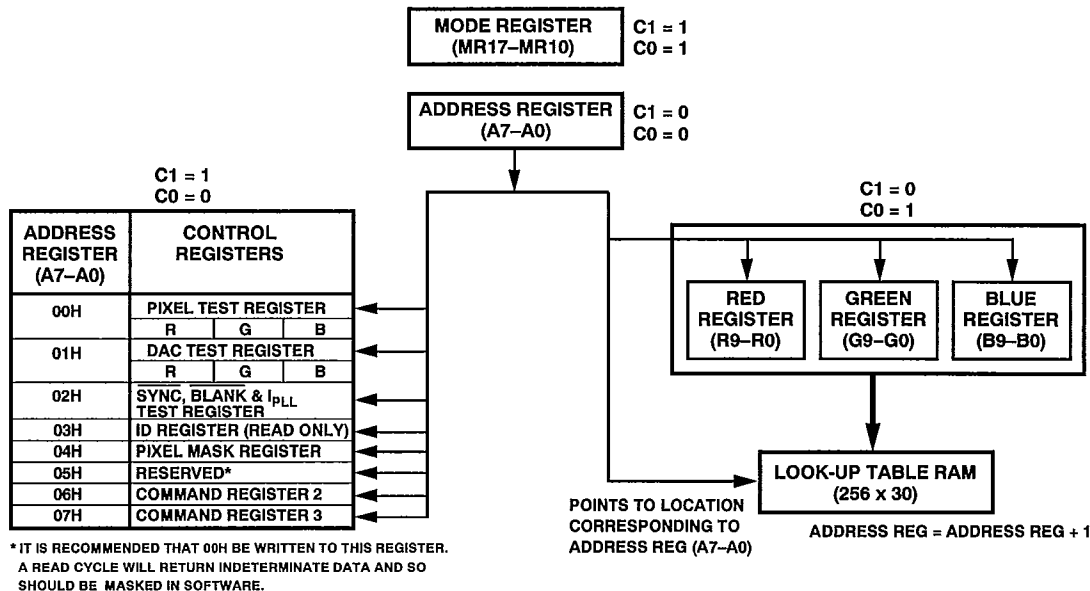 MODE REGISTER
(MR17–MR10)
C1 = 1
C0 = 1
ADDRESS REGISTER
(A7–A0)
C1 = 0
C0 = 0
C1 = 1
C0 = 0
ADDRESS
REGISTER
(A7–A0)
CONTROL
REGISTERS
00H
PIXEL TEST REGISTER
R G B
01H
DAC TEST REGISTER
R G B
02H
SYNC, BLANK & IPLL
TEST REGISTER
03H ID REGISTER (READ ONLY)
04H PIXEL MASK REGISTER
05H RESERVED*
06H COMMAND REGISTER 2
07H COMMAND REGISTER 3
* IT IS RECOMMENDED THAT 00H BE WRITTEN TO THIS REGISTER.
A READ CYCLE WILL RETURN INDETERMINATE DATA AND SO
SHOULD BE MASKED IN SOFTWARE.
C1 = 0
C0 = 1
RED
REGISTER
(R9–R0)
GREEN
REGISTER
(G9–G0)
BLUE
REGISTER
(B9–B0)
LOOK-UP TABLE RAM
(256 x 30)
POINTS TO LOCATION
CORRESPONDING TO
ADDRESS REG (A7–A0)
ADDRESS REG = ADDRESS REG + 1